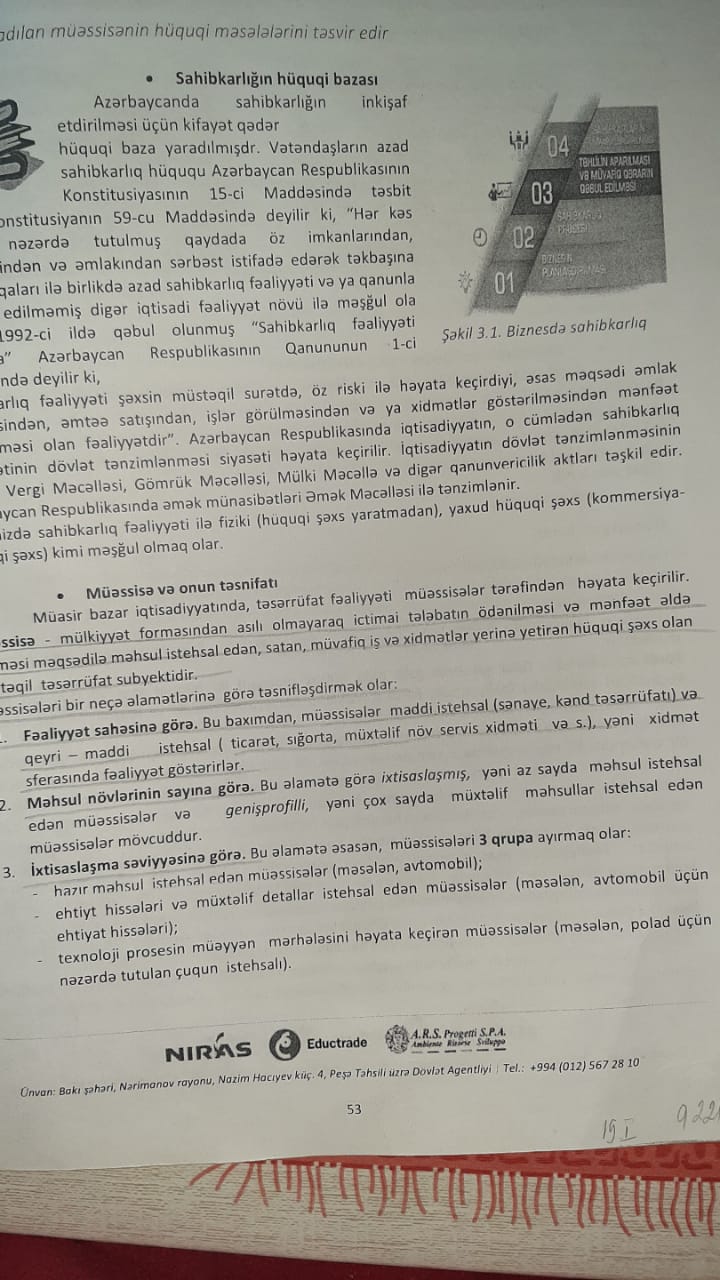 adılan müəssisənin hüquqi məsələlərini təsvir edir
• Sahibkarlığın hüquqi bazası
Azərbaycanda sahibkarlığın inkişaf
etdirilməsi üçün kifayət qədər
hüquqi baza yaradılmışdr. Vətəndaşların azad
sahibkarlıq hüququ Azərbaycan Respublikasının
Konstitusiyasının 15-ci Maddəsində təsbit
onstitusiyanın 59-cu Maddəsində deyilir ki, "Hər kəs
nəzərdə tutulmuş qaydada öz imkanlarından,
indən və əmlakından sərbəst istifadə edərək təkbaşına
qaları ilə birlikdə azad sahibkarlıq fəaliyyəti və ya qanunla
edilməmiş digər iqtisadi fəaliyyət növü ilə məşğul ola
1992-ci ildə qəbul olunmuş "Sahibkarlıq fəaliyyəti
ə" Azərbaycan Respublikasının Qanununun 1-ci
ndə deyilir ki,
04
TƏHLİLİN APARILMASI
VƏ MÜVAFİQ QƏRARIN
QƏBUL EDİLMƏSİ
03
SAHİBKARLIQ
PROSESİ
02
BİZNESİN
PLANLAŞDIRILMASI
01
Şəkil 3.1. Biznesdə sahibkarlıq
arlıq fəaliyyəti şəxsin müstəqil surətdə, öz riski ilə həyata keçirdiyi, əsas məqsədi əmlak
sindən, əmtəə satışından, işlər görülməsindən və ya xidmətlər göstərilməsindən mənfəət
məsi olan fəaliyyətdir". Azərbaycan Respublikasında iqtisadiyyatın, o cümlədən sahibkarlıq
ətinin dövlət tənzimlənməsi siyasəti həyata keçirilir. İqtisadiyyatın dövlət tənzimlənməsinin
Vergi Məcəlləsi, Gömrük Məcəlləsi, Mülki Məcəllə və digər qanunvericilik aktları təşkil edir.
aycan Respublikasında əmək münasibətləri Əmək Məcəlləsi ilə tənzimlənir.
izdə sahibkarlıq fəaliyyəti ilə fiziki (hüquqi şəxs yaratmadan), yaxud hüquqi şəxs (kommersiya-
qi şəxs) kimi məşğul olmaq olar.
• Müəssisə və onun təsnifatı
Müasir bazar iqtisadiyyatında, təsərrüfat fəaliyyəti müəssisələr tərəfindən həyata keçirilir.
əssisə - mülkiyyət formasından asılı olmayaraq ictimai tələbatın ödənilməsi və mənfəət əldə
məsi məqsədilə məhsul istehsal edən, satan, müvafiq iş və xidmətlər yerinə yetirən hüquqi şəxs olan
təqil təsərrüfat subyektidir.
əssisələri bir neçə əlamətlərinə görə təsnifləşdirmək olar:
. Fəaliyyət sahəsinə görə. Bu baxımdan, müəssisələr maddi istehsal (sənaye, kənd təsərrüfatı) və
qeyri – maddi istehsal ( ticarət, sığorta, müxtəlif növ servis xidməti və s.), yəni xidmət
sferasında fəaliyyət göstərirlər.
2. Məhsul növlərinin sayına görə. Bu əlamətə görə ixtisaslaşmış, yəni az sayda məhsul istehsal
edən müəssisələr və genişprofilli, yəni çox sayda müxtəlif məhsullar istehsal edən
müəssisələr mövcuddur.
3. İxtisaslaşma səviyyəsinə görə. Bu əlamətə əsasən, müəssisələri 3 qrupa ayırmaq olar:
- hazır məhsul istehsal edən müəssisələr (məsələn, avtomobil);
- ehtiyt hissələri və müxtəlif detallar istehsal edən müəssisələr (məsələn, avtomobil üçün
ehtiyat hissələri);
- texnoloji prosesin müəyyən mərhələsini həyata keçirən müəssisələr (məsələn, polad üçün
nəzərdə tutulan çuqun istehsalı).
NIRAS Eductrade A.R.S. Progetti S.P.A.
Ambiente Risorse Sviluppo
Ünvan: Bakı şəhəri, Nərimanov rayonu, Nazim Hacıyev küç. 4, Peşə Təhsili üzrə Dövlət Agentliyi | Tel.: +994 (012) 567 28 10
53